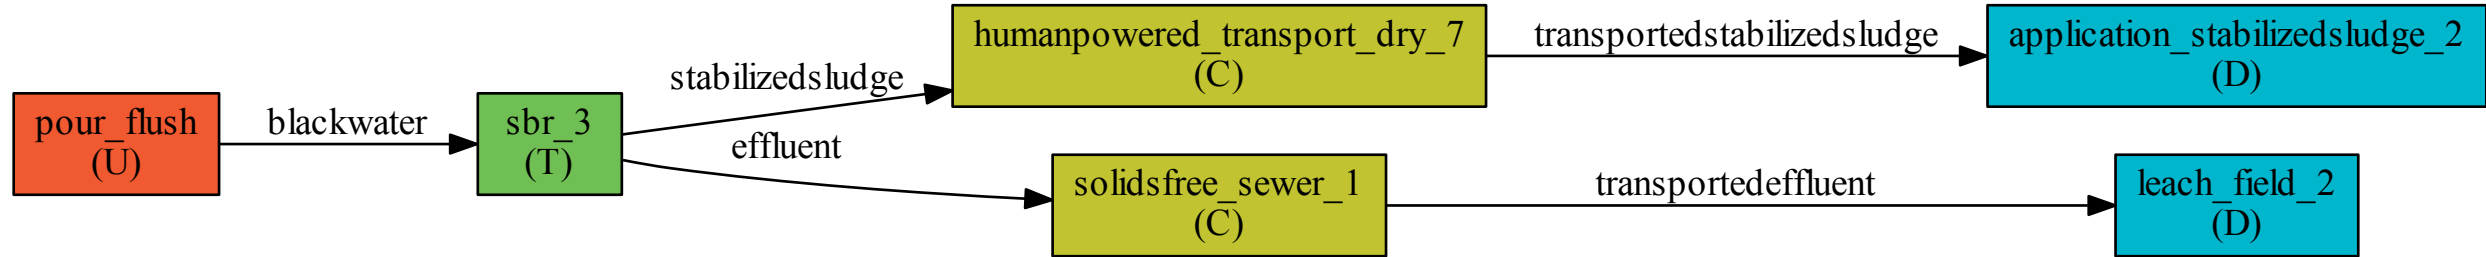 pour_flush
(U)
blackwater
sbr_3
(T)
stabilizedsludge
effluent
humanpowered_transport_dry_7
(C)
transportedstabilizedsludge
application_stabilizedsludge_2
(D)
solidsfree_sewer_1
(C)
transportedeffluent
leach_field_2
(D)